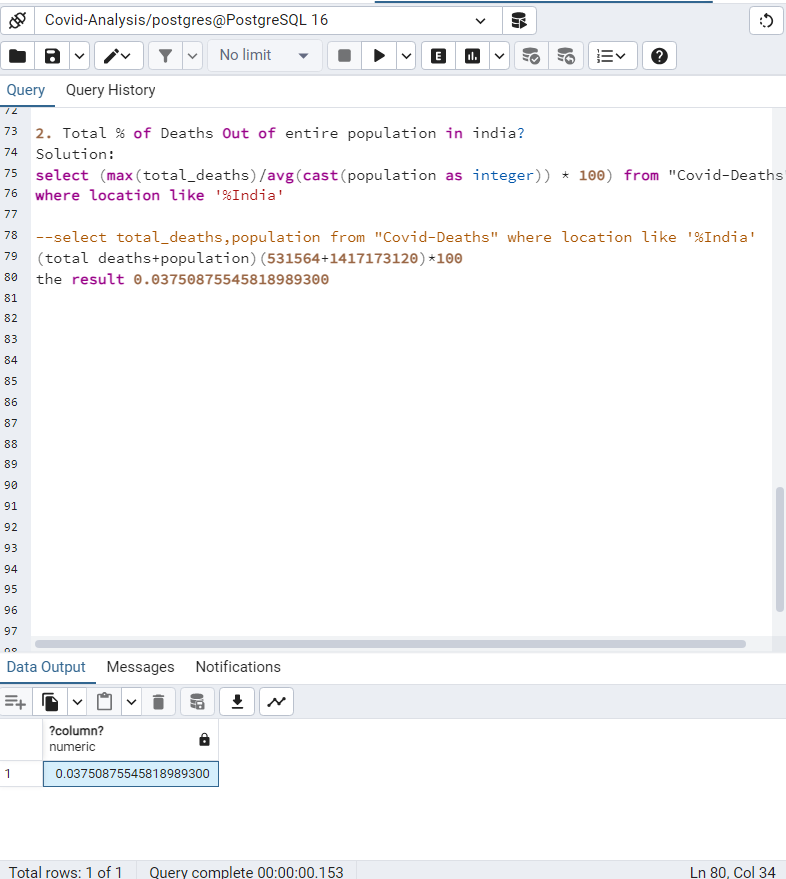 Covid-Analysis/postgres@PostgreSQL 16
No limit
E
Query Query History
72
73 2. Total % of Deaths Out of entire population in india?
74 Solution:
75 select (max(total_deaths)/avg(cast(population as integer)) * 100) from "Covid-Deaths"
76 where location like '%India'
77
78 --select total_deaths,population from "Covid-Deaths" where location like '%India'
79 (total deaths+population)(531564+1417173120)*100
80 the result 0.03750875545818989300
81
82
83
84
85
86
87
88
89
90
91
92
93
94
95
96
97
98
Data Output Messages Notifications
?column?
numeric
1 0.03750875545818989300
Total rows: 1 of 1 Query complete 00:00:00.153 Ln 80, Col 34